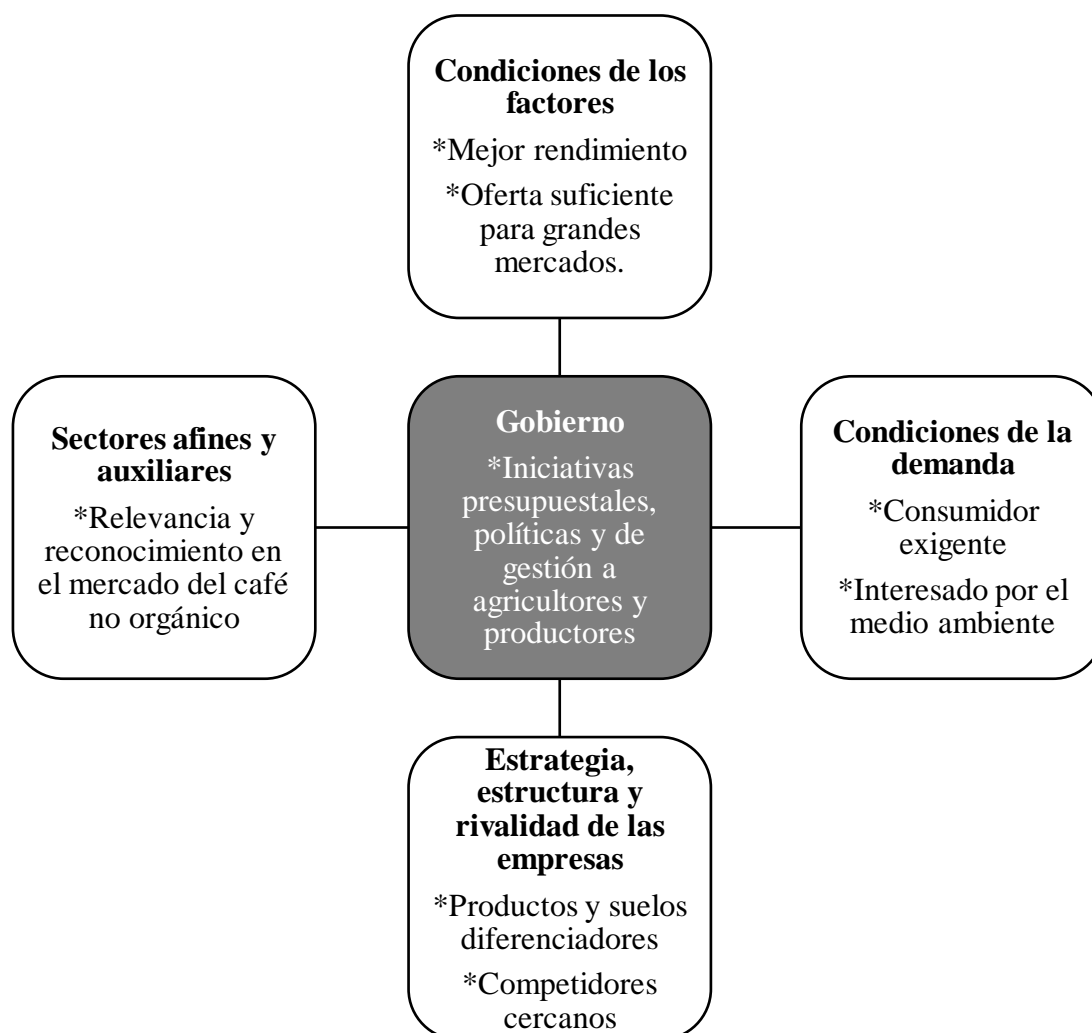 Condiciones de los
factores
*Mejor rendimiento
*Oferta suficiente
para grandes
mercados.
Sectores afines y
auxiliares
*Relevancia y
reconocimiento en
el mercado del café
no orgánico
Gobierno
*Iniciativas
presupuestales,
políticas y de
gestión a
agricultores y
productores
Condiciones de la
demanda
*Consumidor
exigente
*Interesado por el
medio ambiente
Estrategia,
estructura y
rivalidad de las
empresas
*Productos y suelos
diferenciadores
*Competidores
cercanos